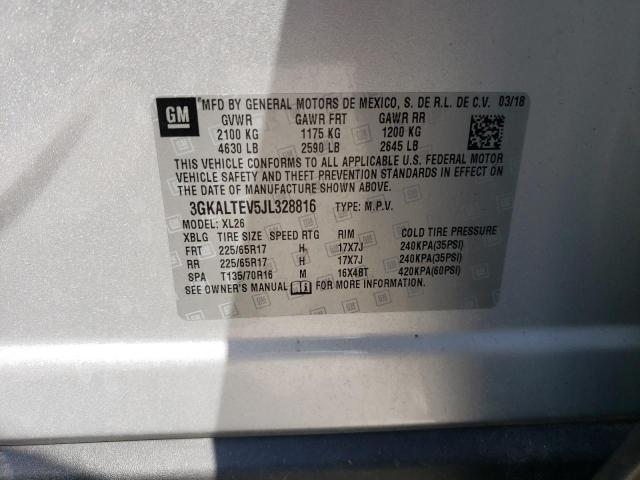 GM
MFD BY GENERAL MOTORS DE MEXICO, S. DE R.L. DE C.V. 03/18
GVWR GAWR FRT GAWR RR
2100 KG 1175 KG 1200 KG
4630 LB 2590 LB 2645 LB
THIS VEHICLE CONFORMS TO ALL APPLICABLE U.S. FEDERAL MOTOR
VEHICLE SAFETY AND THEFT PREVENTION STANDARDS IN EFFECT ON
THE DATE OF MANUFACTURE SHOWN ABOVE.
3GKALTEV5JL328816 TYPE: M.P.V.
MODEL: XL26
XBLG TIRE SIZE SPEED RTG RIM COLD TIRE PRESSURE
FRT 225/65R17 H 17X7J 240KPA(35PSI)
RR 225/65R17 H 17X7J 240KPA(35PSI)
SPA T135/70R16 M 16X4BT 420KPA(60PSI)
SEE OWNER'S MANUAL FOR MORE INFORMATION.